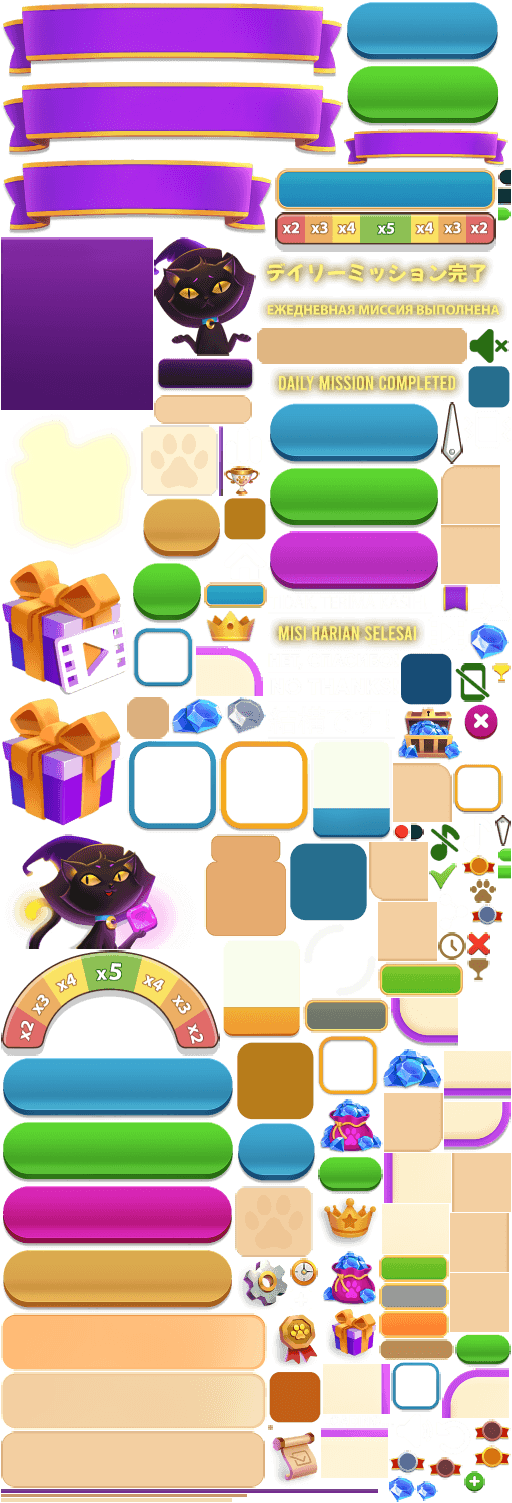 x2 x3 x4 x5 x4 x3 x2
デイリーミッション完了
ЕЖЕДНЕВНАЯ МИССИЯ ВЫПОЛНЕНА
DAILY MISSION COMPLETED
MISI HARIAN SELESAI
x2 x3 x4 x5 x4 x3 x2